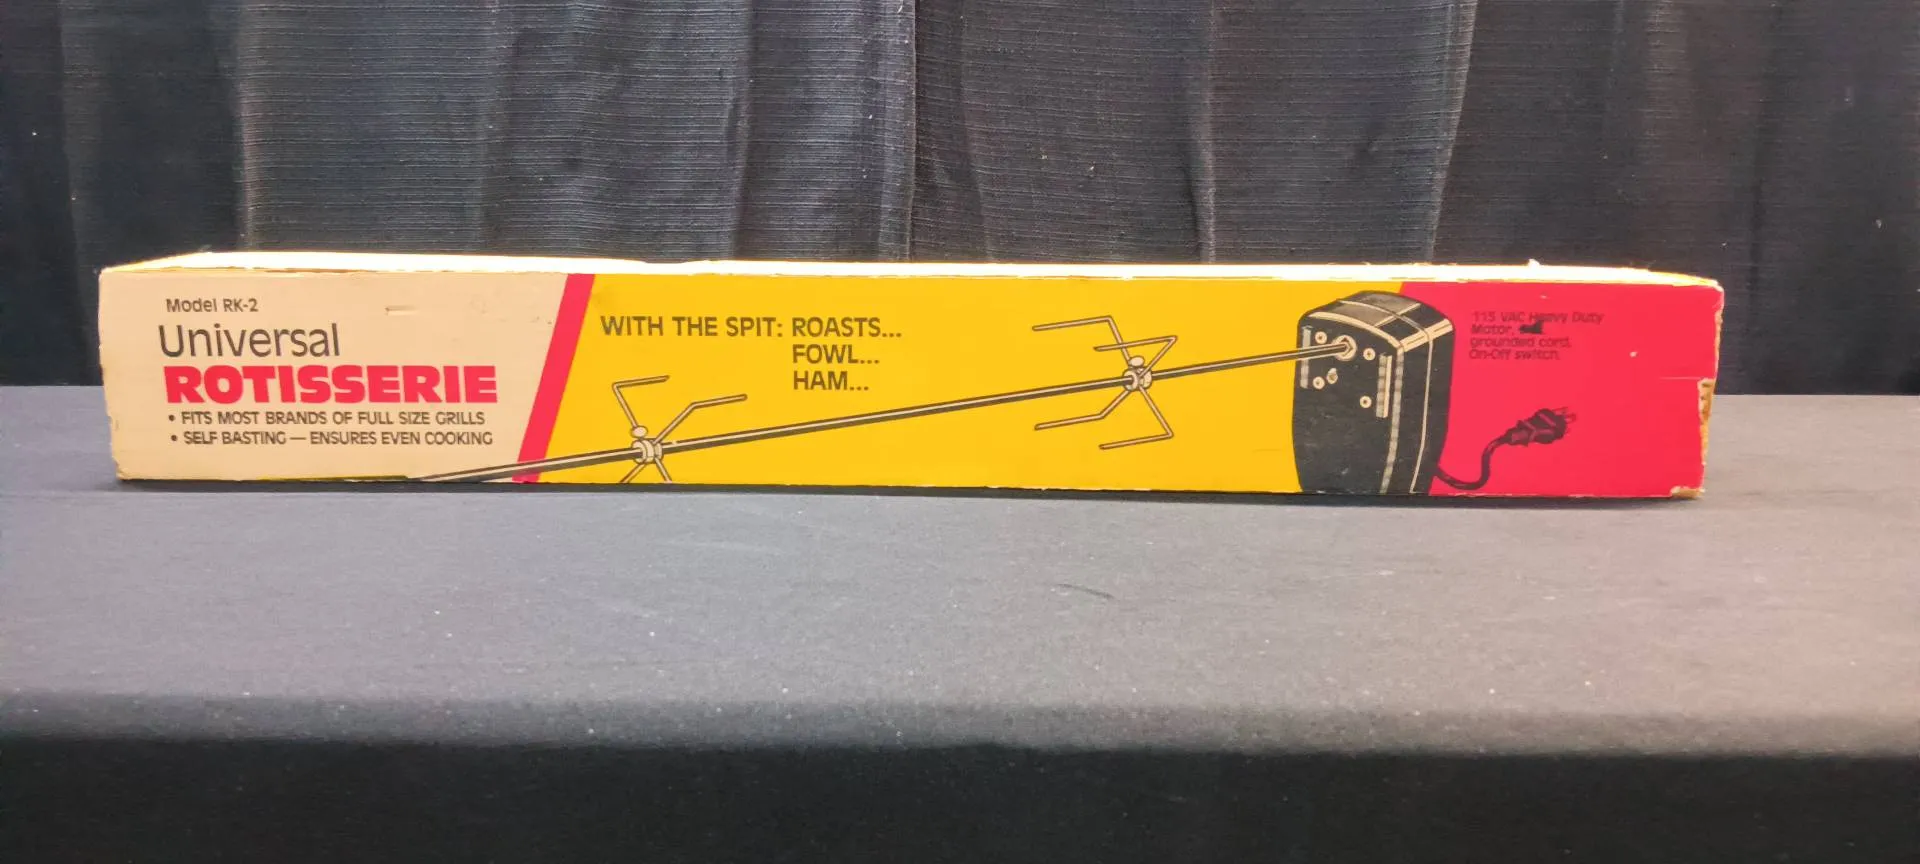 Model RK-2
Universal
ROTISSERIE
• FITS MOST BRANDS OF FULL SIZE GRILLS
• SELF BASTING — ENSURES EVEN COOKING
WITH THE SPIT: ROASTS...
FOWL...
HAM...
115 VAC Heavy Duty
Motor,
grounded cord,
On-Off switch.